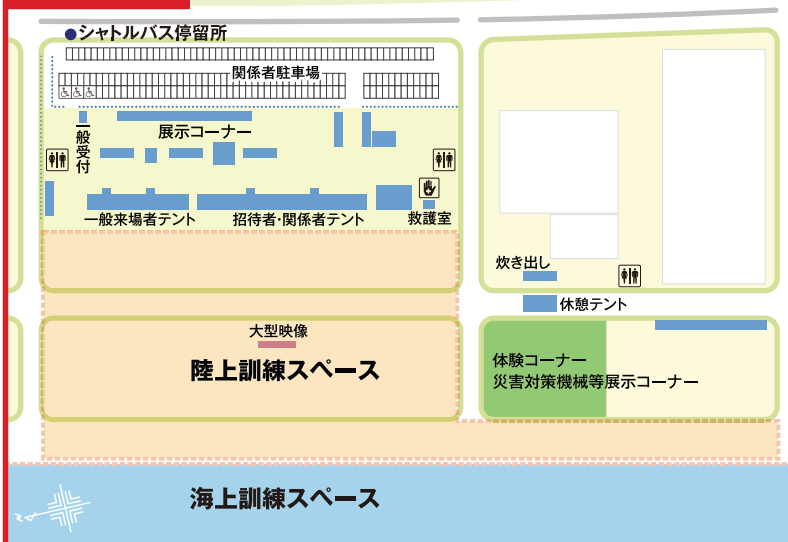 シャトルバス停留所
関係者駐車場
一般受付
展示コーナー
一般来場者テント
招待者・関係者テント
救護室
炊き出し
休憩テント
大型映像
陸上訓練スペース
体験コーナー
災害対策機械等展示コーナー
海上訓練スペース